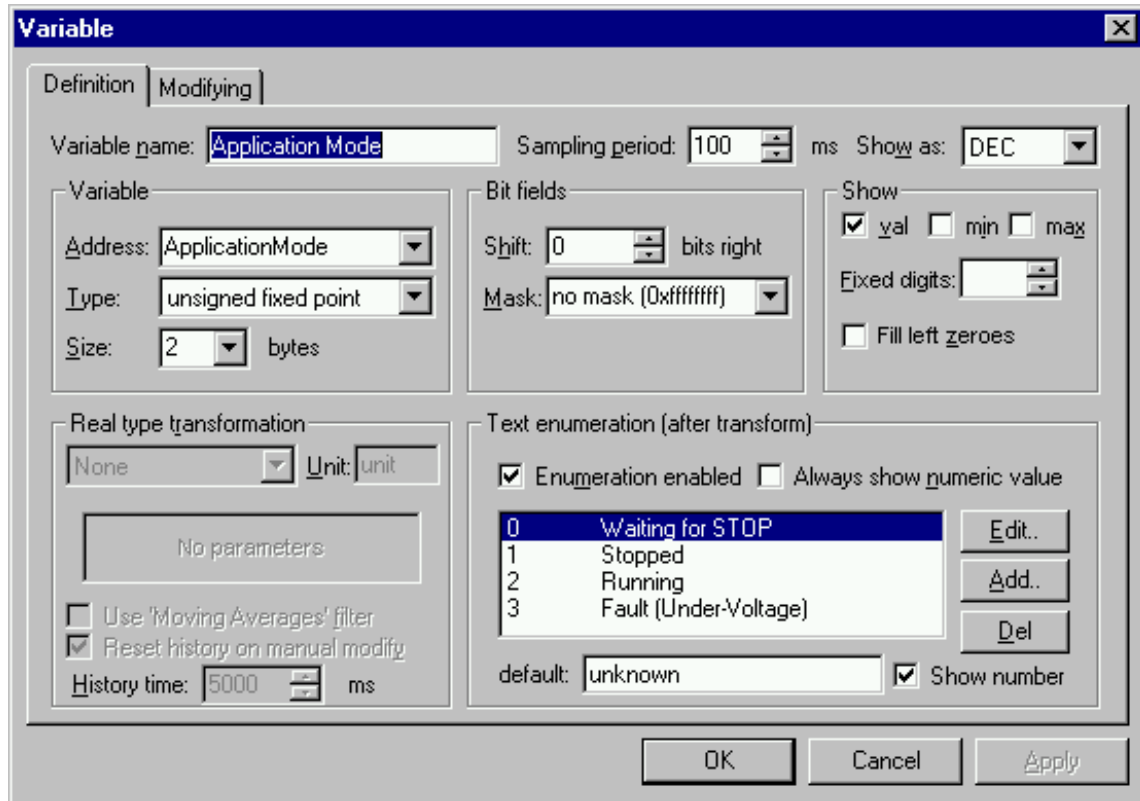 Variable
Definition Modifying
Variable name: Application Mode Sampling period: 100 ms Show as: DEC
Variable Bit fields Show
Address: ApplicationMode Shift: 0 bits right val min max
Type: unsigned fixed point Mask: no mask (0xffffffff) Fixed digits:
Size: 2 bytes Fill left zeroes
Real type transformation Text enumeration (after transform)
None Unit: unit Enumeration enabled Always show numeric value
0 Waiting for STOP Edit..
No parameters 1 Stopped
2 Running Add..
3 Fault (Under-Voltage)
Use 'Moving Averages' filter Del
Reset history on manual modify
History time: 5000 ms default: unknown Show number
OK Cancel Apply